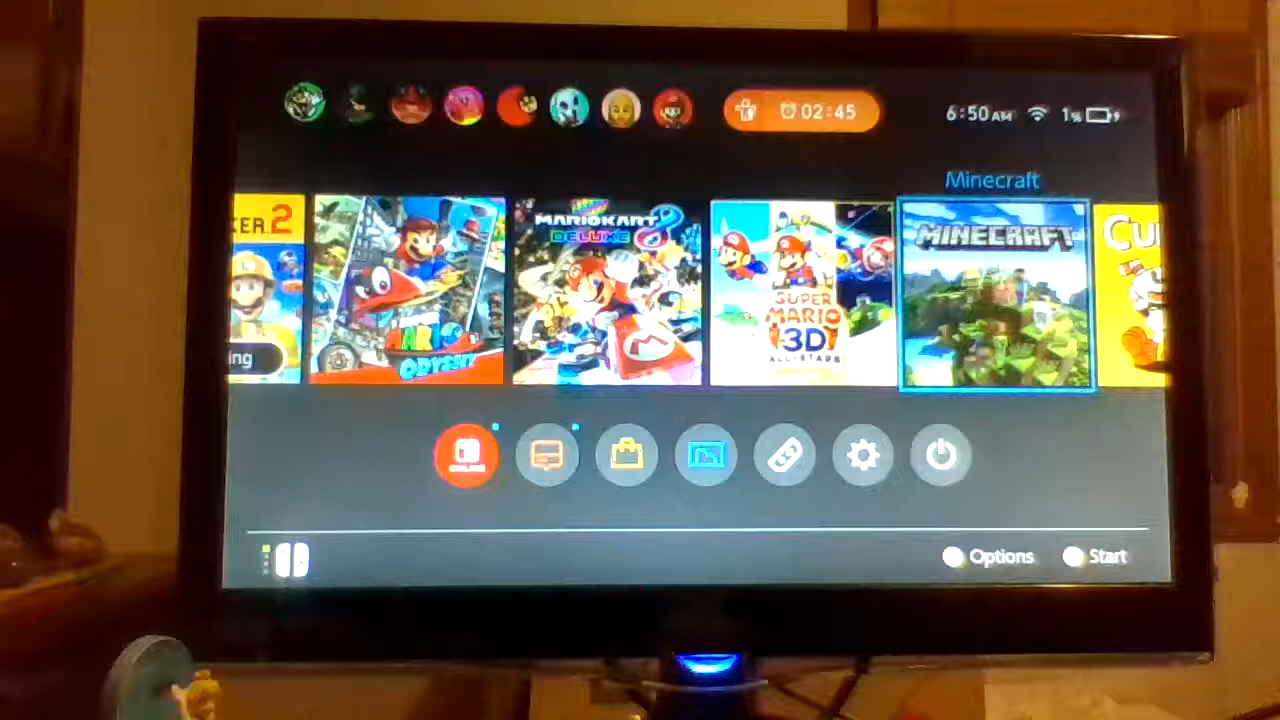 02:45
6:50 AM
1%
Minecraft
KER 2
MARIO
ODYSSEY
MARIOKART 8
DELUXE
SUPER
MARIO
3D
ALL-STARS
MINECRAFT
CU
ing
ONLINE
Options
Start